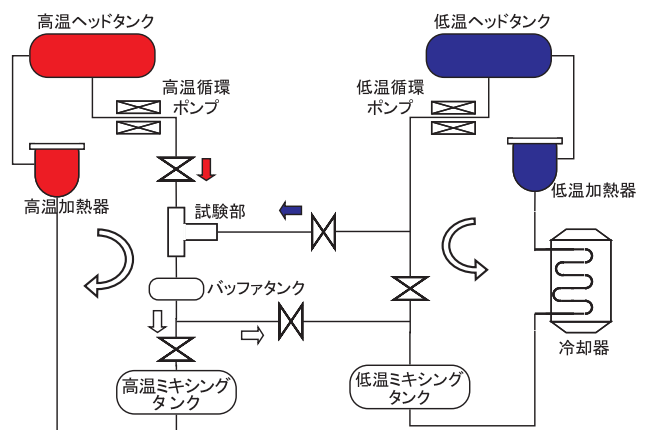 高温ヘッドタンク
低温ヘッドタンク
高温循環
ポンプ
低温循環
ポンプ
高温加熱器
低温加熱器
試験部
バッファタンク
冷却器
高温ミキシング
タンク
低温ミキシング
タンク